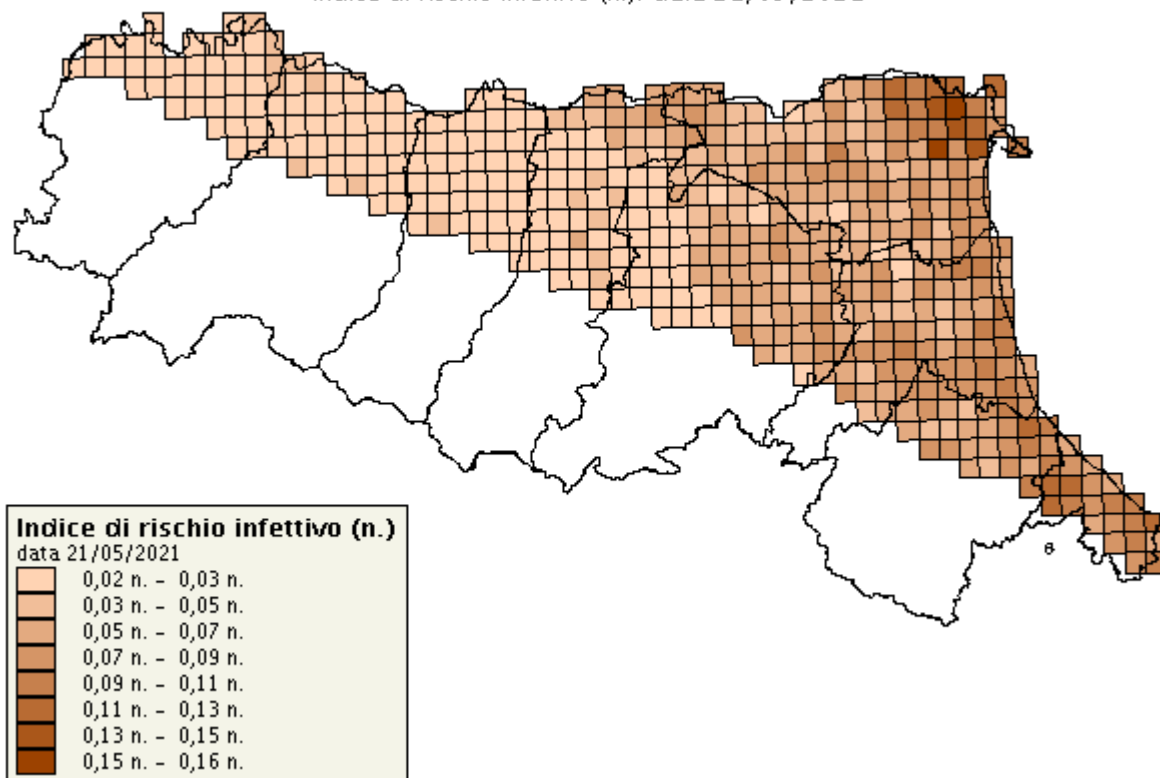 Indice di rischio infettivo (n.)
data 21/05/2021
0,02 n. - 0,03 n.
0,03 n. - 0,05 n.
0,05 n. - 0,07 n.
0,07 n. - 0,09 n.
0,09 n. - 0,11 n.
0,11 n. - 0,13 n.
0,13 n. - 0,15 n.
0,15 n. - 0,16 n.